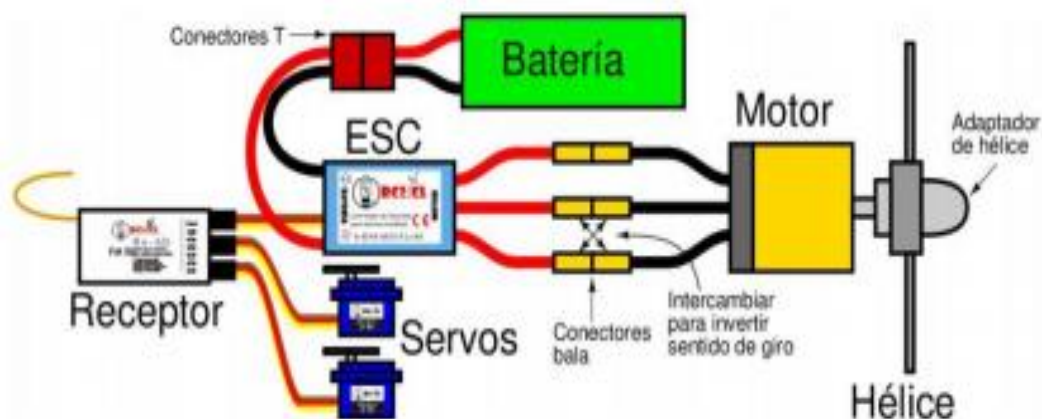 Conectores T
Batería
ESC
Motor
Adaptador
de hélice
Receptor
Servos
Conectores
bala
Intercambiar
para invertir
sentido de giro
Hélice